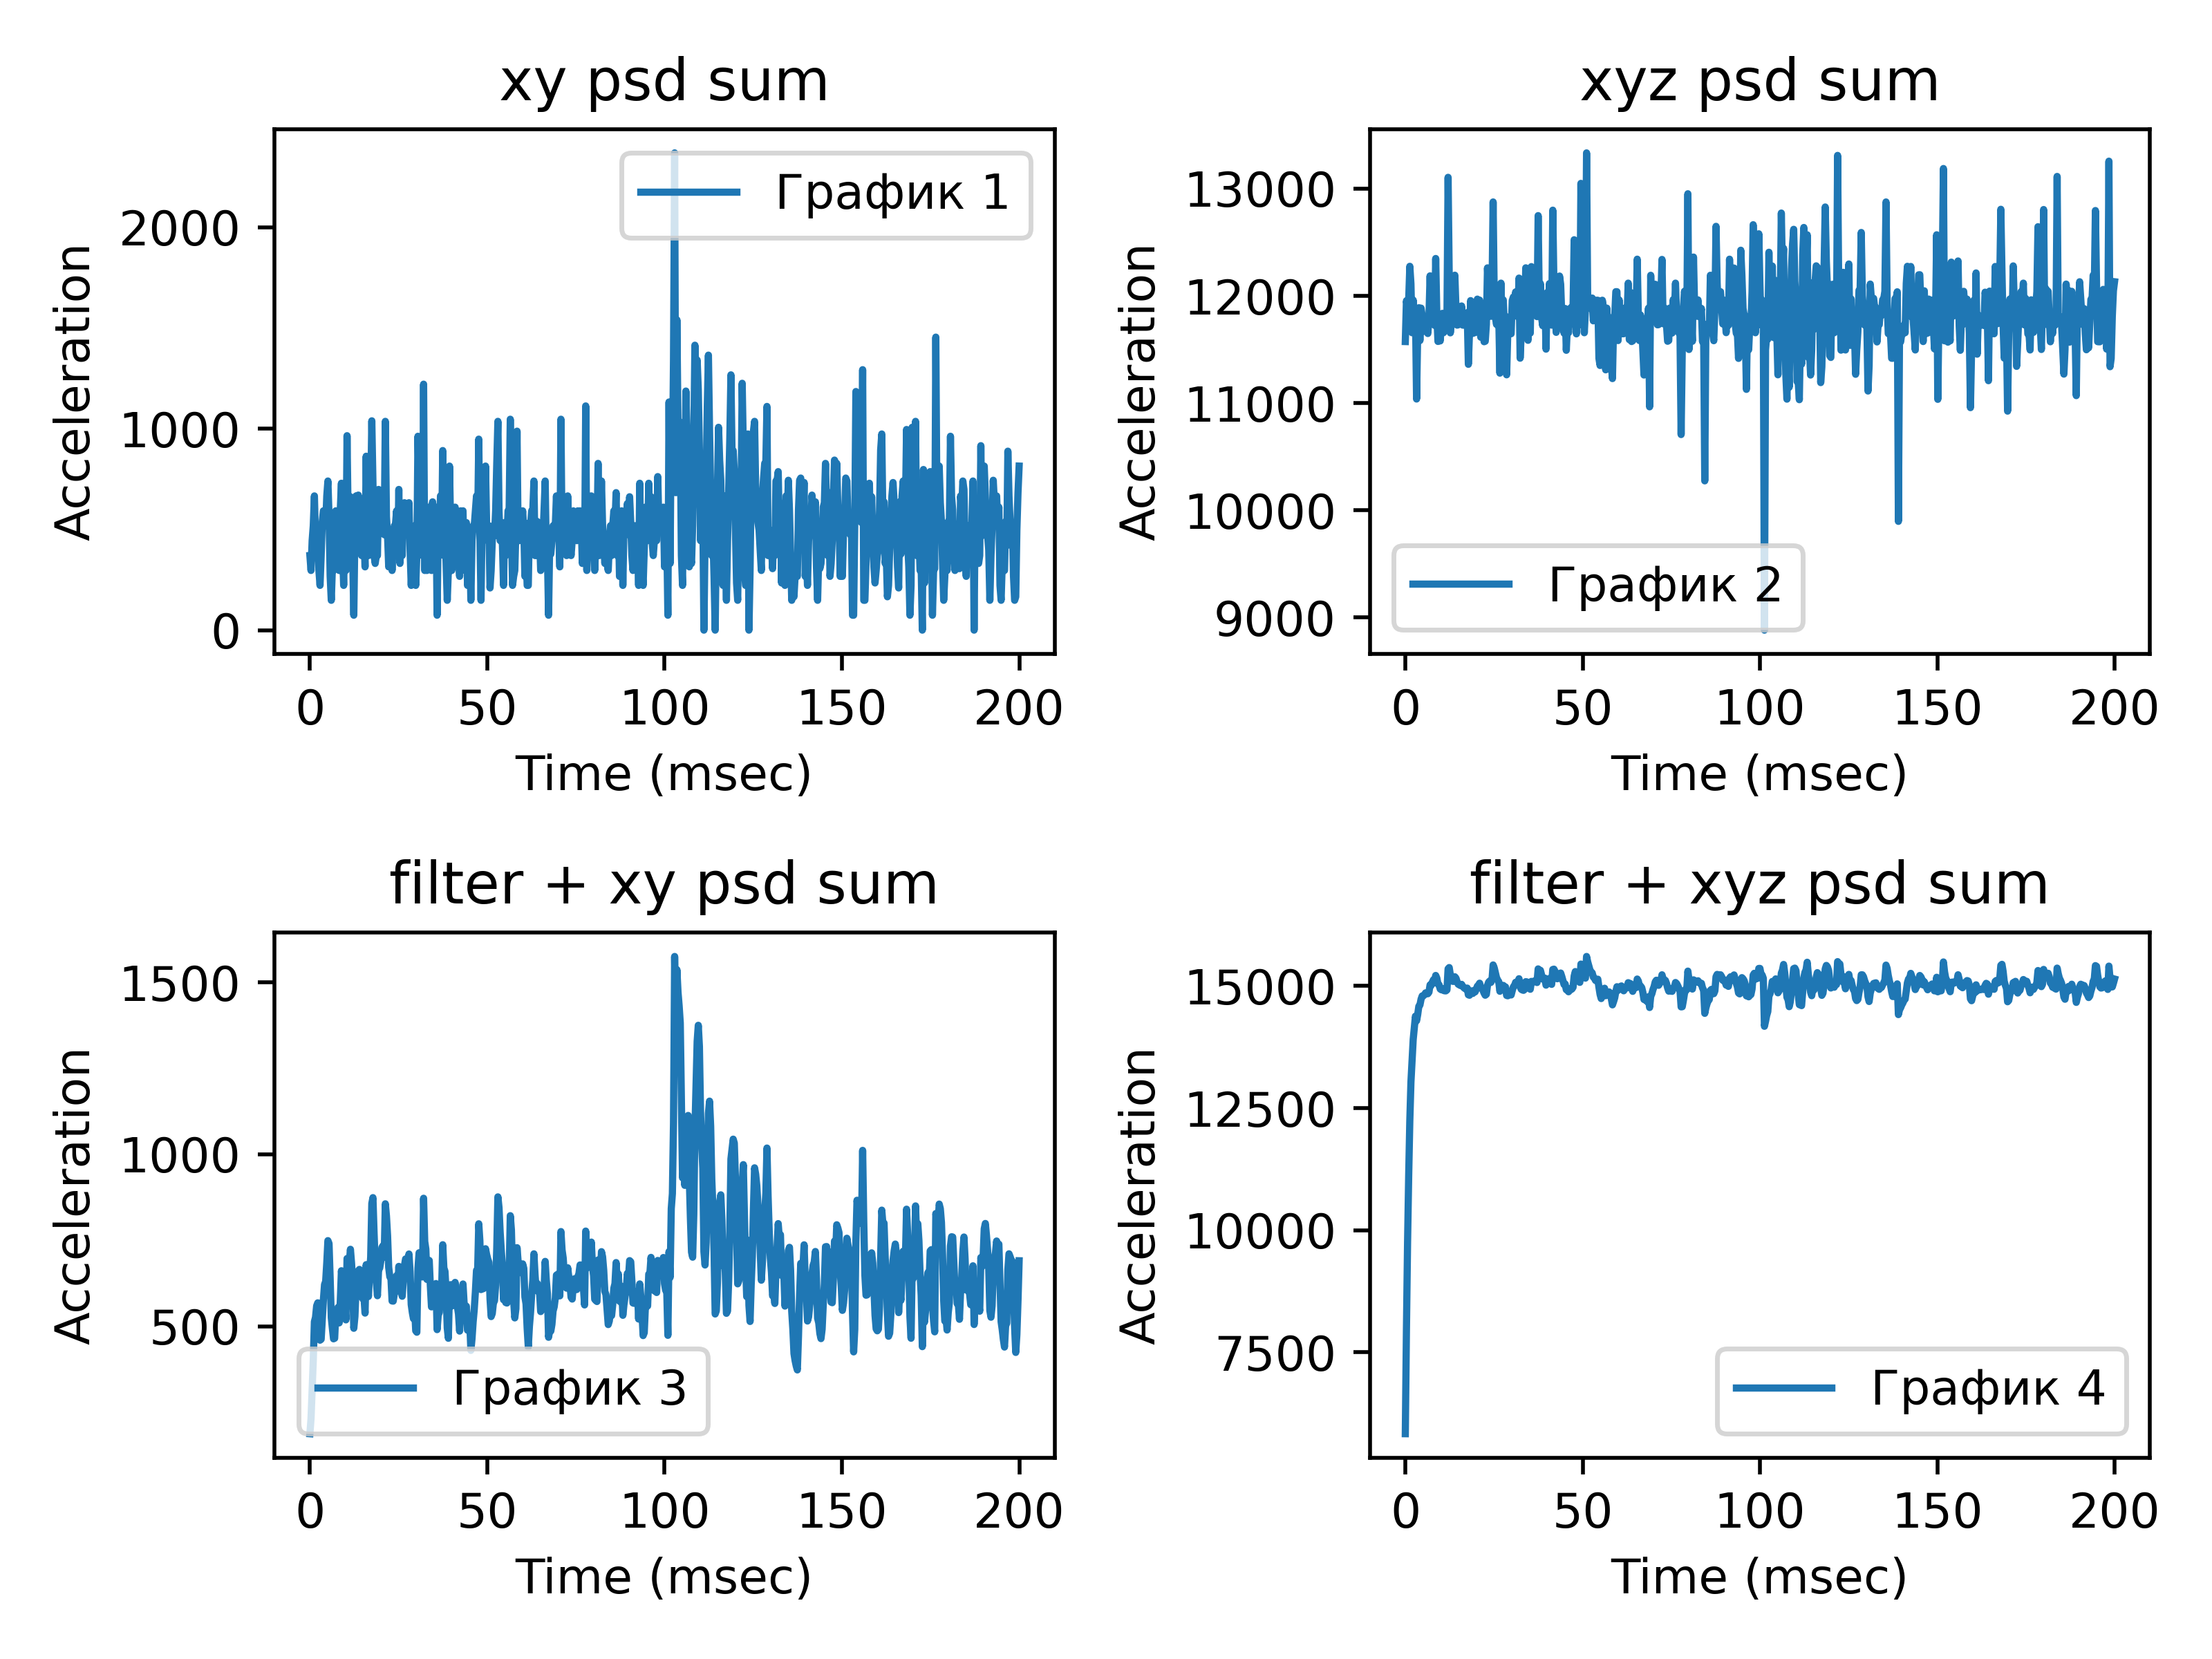 xy psd sum
Acceleration
2000
1000
0
График 1
0 50 100 150 200
Time (msec)
xyz psd sum
Acceleration
13000
12000
11000
10000
9000
График 2
0 50 100 150 200
Time (msec)
filter + xy psd sum
Acceleration
1500
1000
500
График 3
0 50 100 150 200
Time (msec)
filter + xyz psd sum
Acceleration
15000
12500
10000
7500
График 4
0 50 100 150 200
Time (msec)